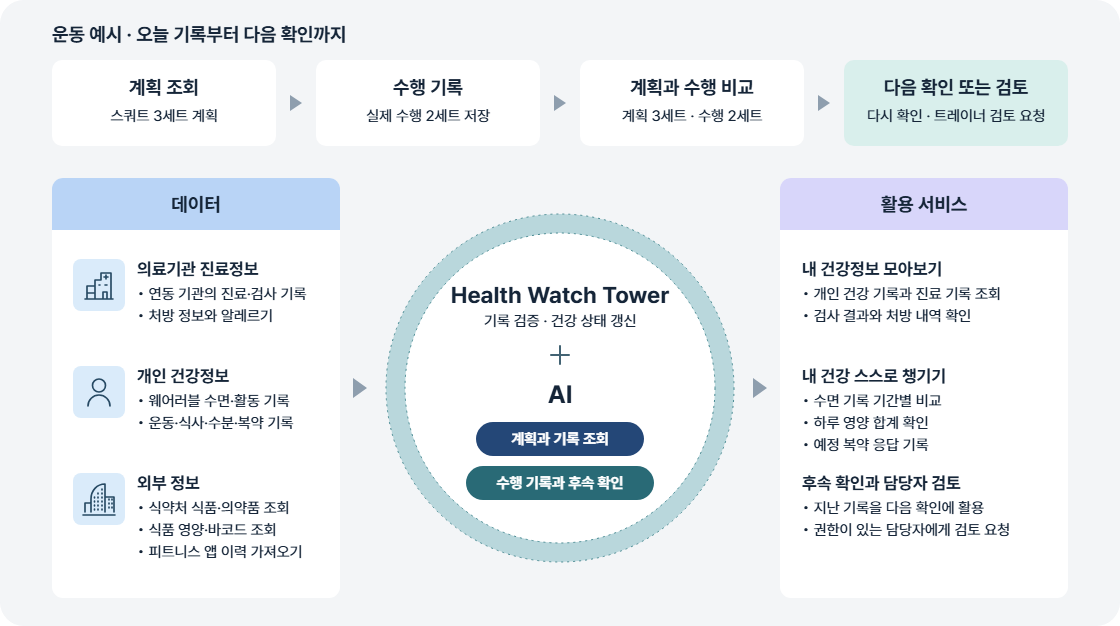 운동 예시 · 오늘 기록부터 다음 확인까지
계획 조회
스쿼트 3세트 계획
수행 기록
실제 수행 2세트 저장
계획과 수행 비교
계획 3세트 · 수행 2세트
다음 확인 또는 검토
다시 확인 · 트레이너 검토 요청
데이터
의료기관 진료정보
• 연동 기관의 진료·검사 기록
• 처방 정보와 알레르기
개인 건강정보
• 웨어러블 수면·활동 기록
• 운동·식사·수분·복약 기록
외부 정보
• 식약처 식품·의약품 조회
• 식품 영양·바코드 조회
• 피트니스 앱 이력 가져오기
Health Watch Tower
기록 검증 · 건강 상태 갱신
+
AI
계획과 기록 조회
수행 기록과 후속 확인
활용 서비스
내 건강정보 모아보기
• 개인 건강 기록과 진료 기록 조회
• 검사 결과와 처방 내역 확인
내 건강 스스로 챙기기
• 수면 기록 기간별 비교
• 하루 영양 합계 확인
• 예정 복약 응답 기록
후속 확인과 담당자 검토
• 지난 기록을 다음 확인에 활용
• 권한이 있는 담당자에게 검토 요청